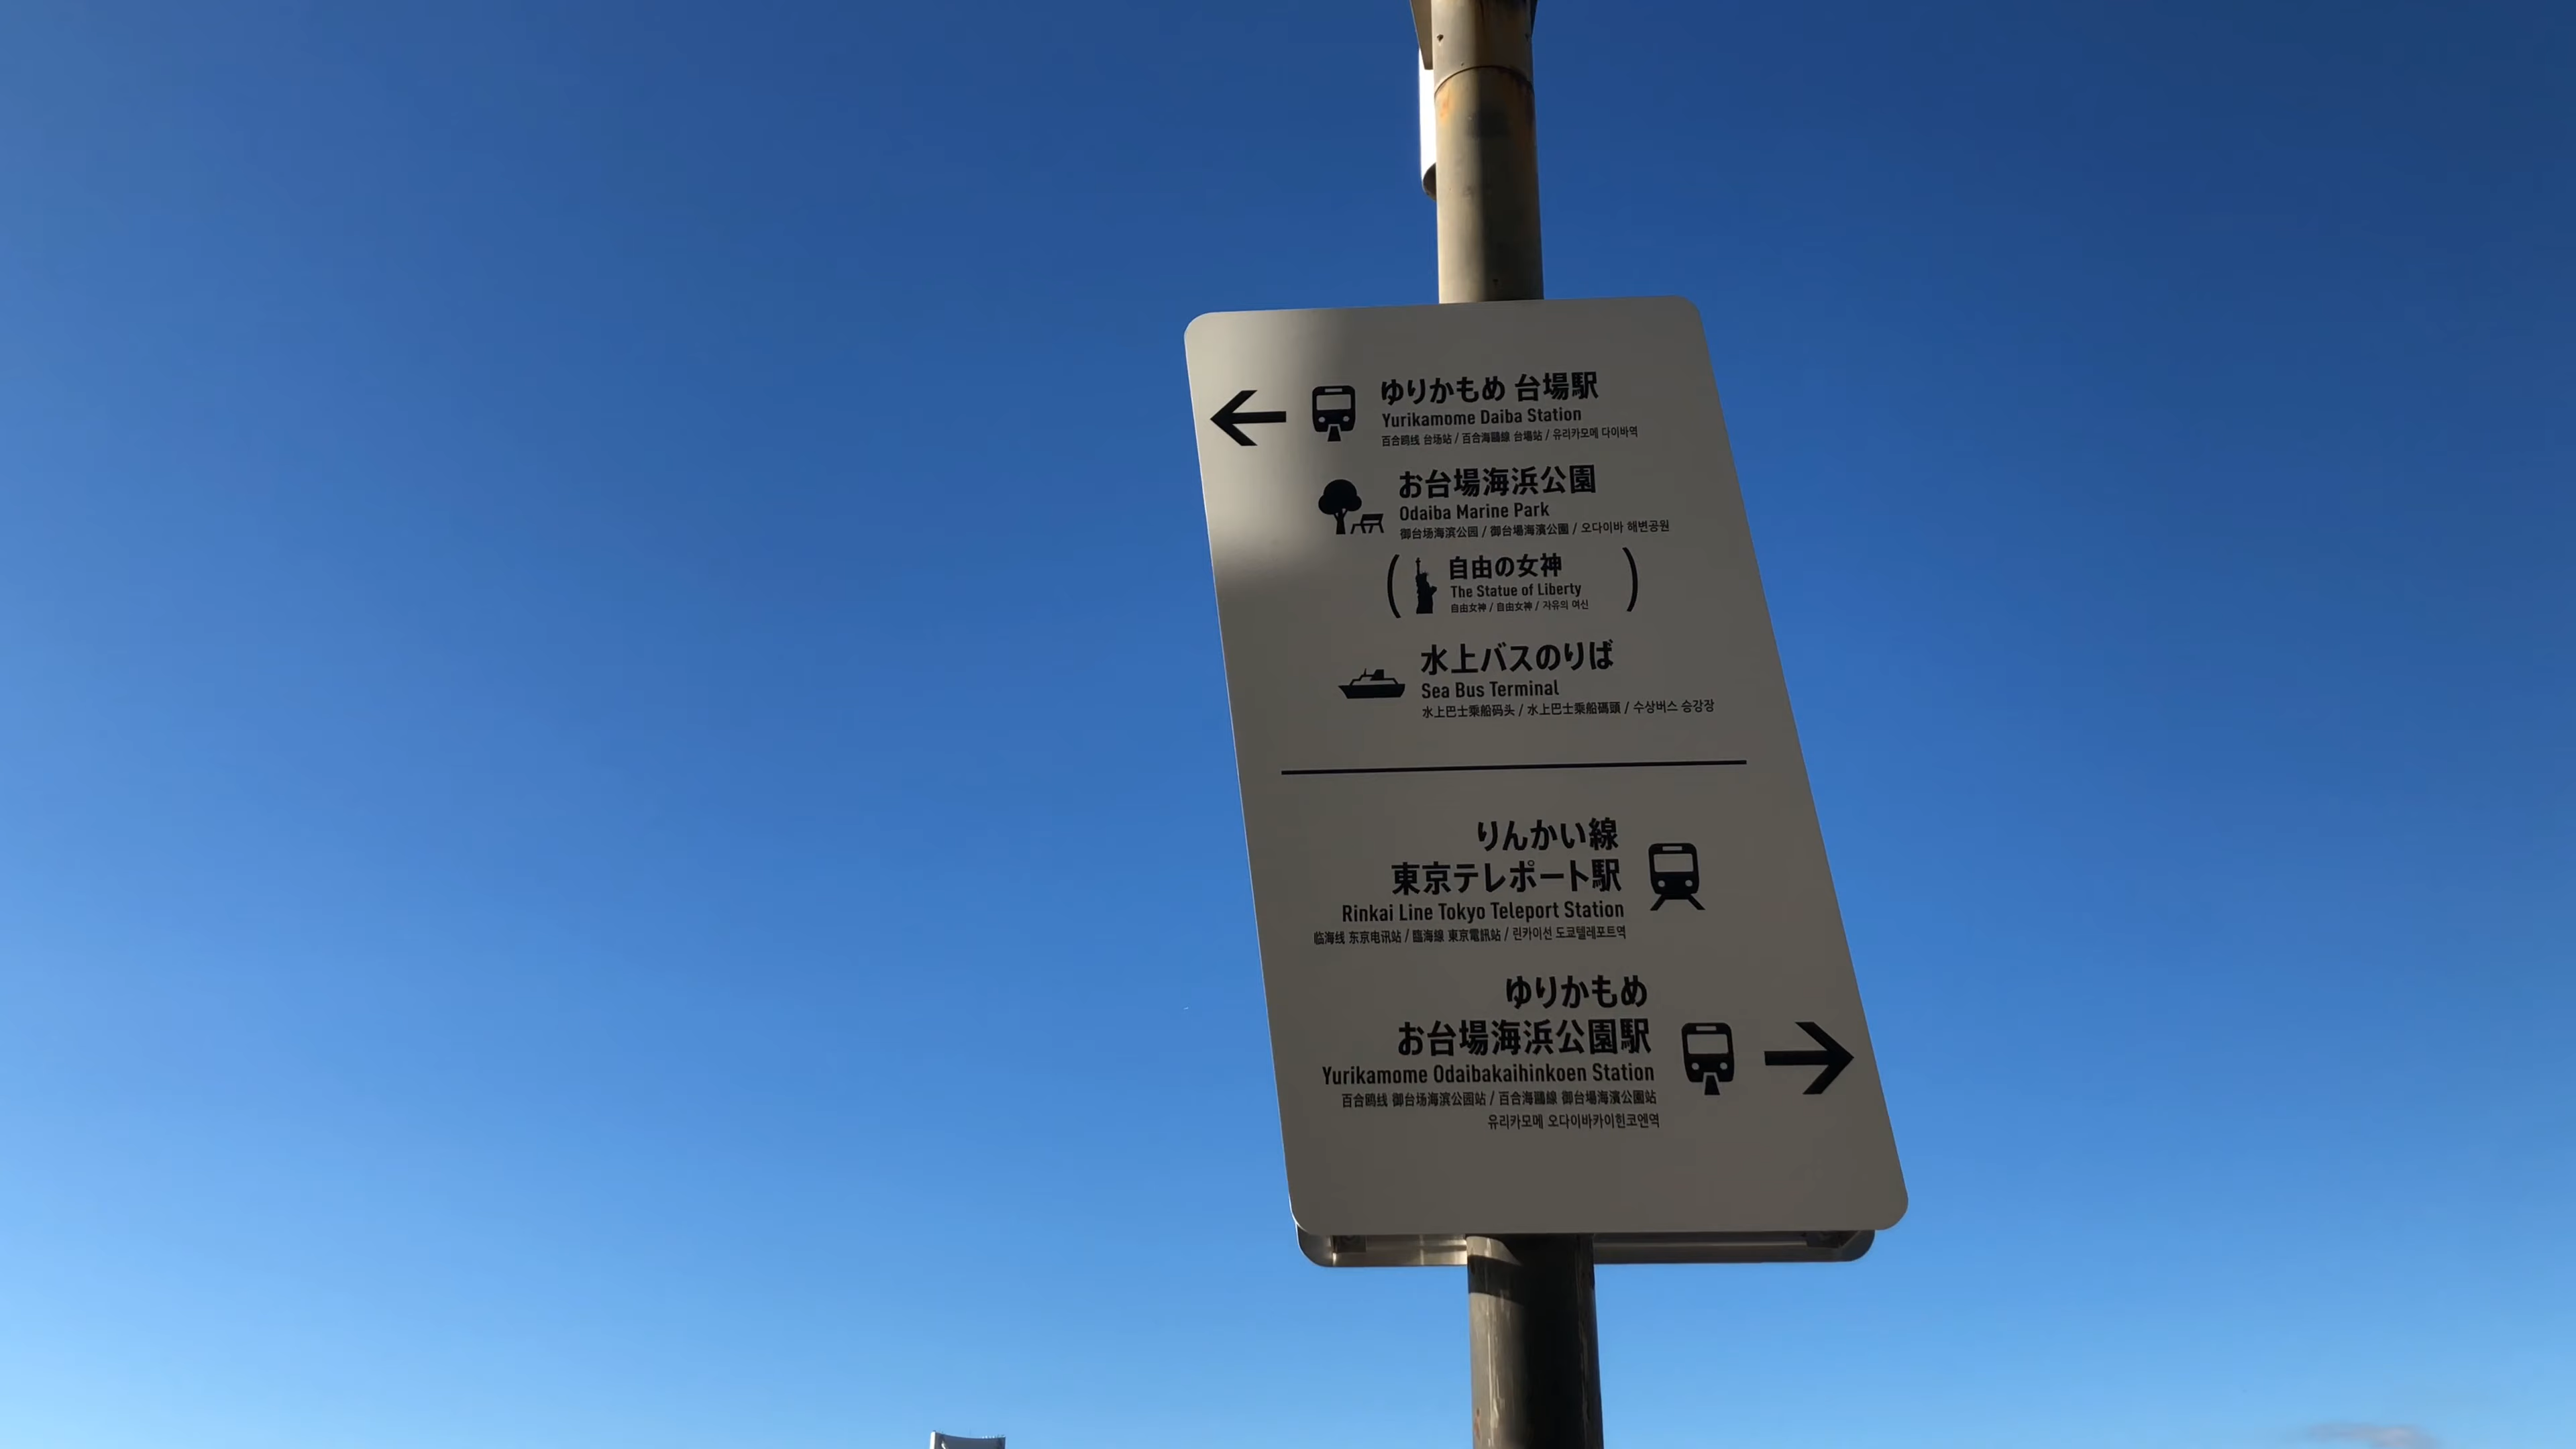 ゆりかもめ 台場駅
Yurikamome Daiba Station
百合鸥线 台场站 / 百合海鷗線 台場站 / 유리카모메 다이바역
お台場海浜公園
Odaiba Marine Park
御台场海滨公园 / 御台場海濱公園 / 오다이바 해변공원
( 自由の女神 )
The Statue of Liberty
自由女神 / 自由女神 / 자유의 여신
水上バスのりば
Sea Bus Terminal
水上巴士乘船码头 / 水上巴士乘船碼頭 / 수상버스 승강장
りんかい線
東京テレポート駅
Rinkai Line Tokyo Teleport Station
临海线 东京电讯站 / 臨海線 東京電訊站 / 린카이선 도쿄텔레포트역
ゆりかもめ
お台場海浜公園駅
Yurikamome Odaibakaihinkoen Station
百合鸥线 御台场海滨公园站 / 百合海鷗線 御台場海濱公園站
유리카모메 오다이바카이힌코엔역